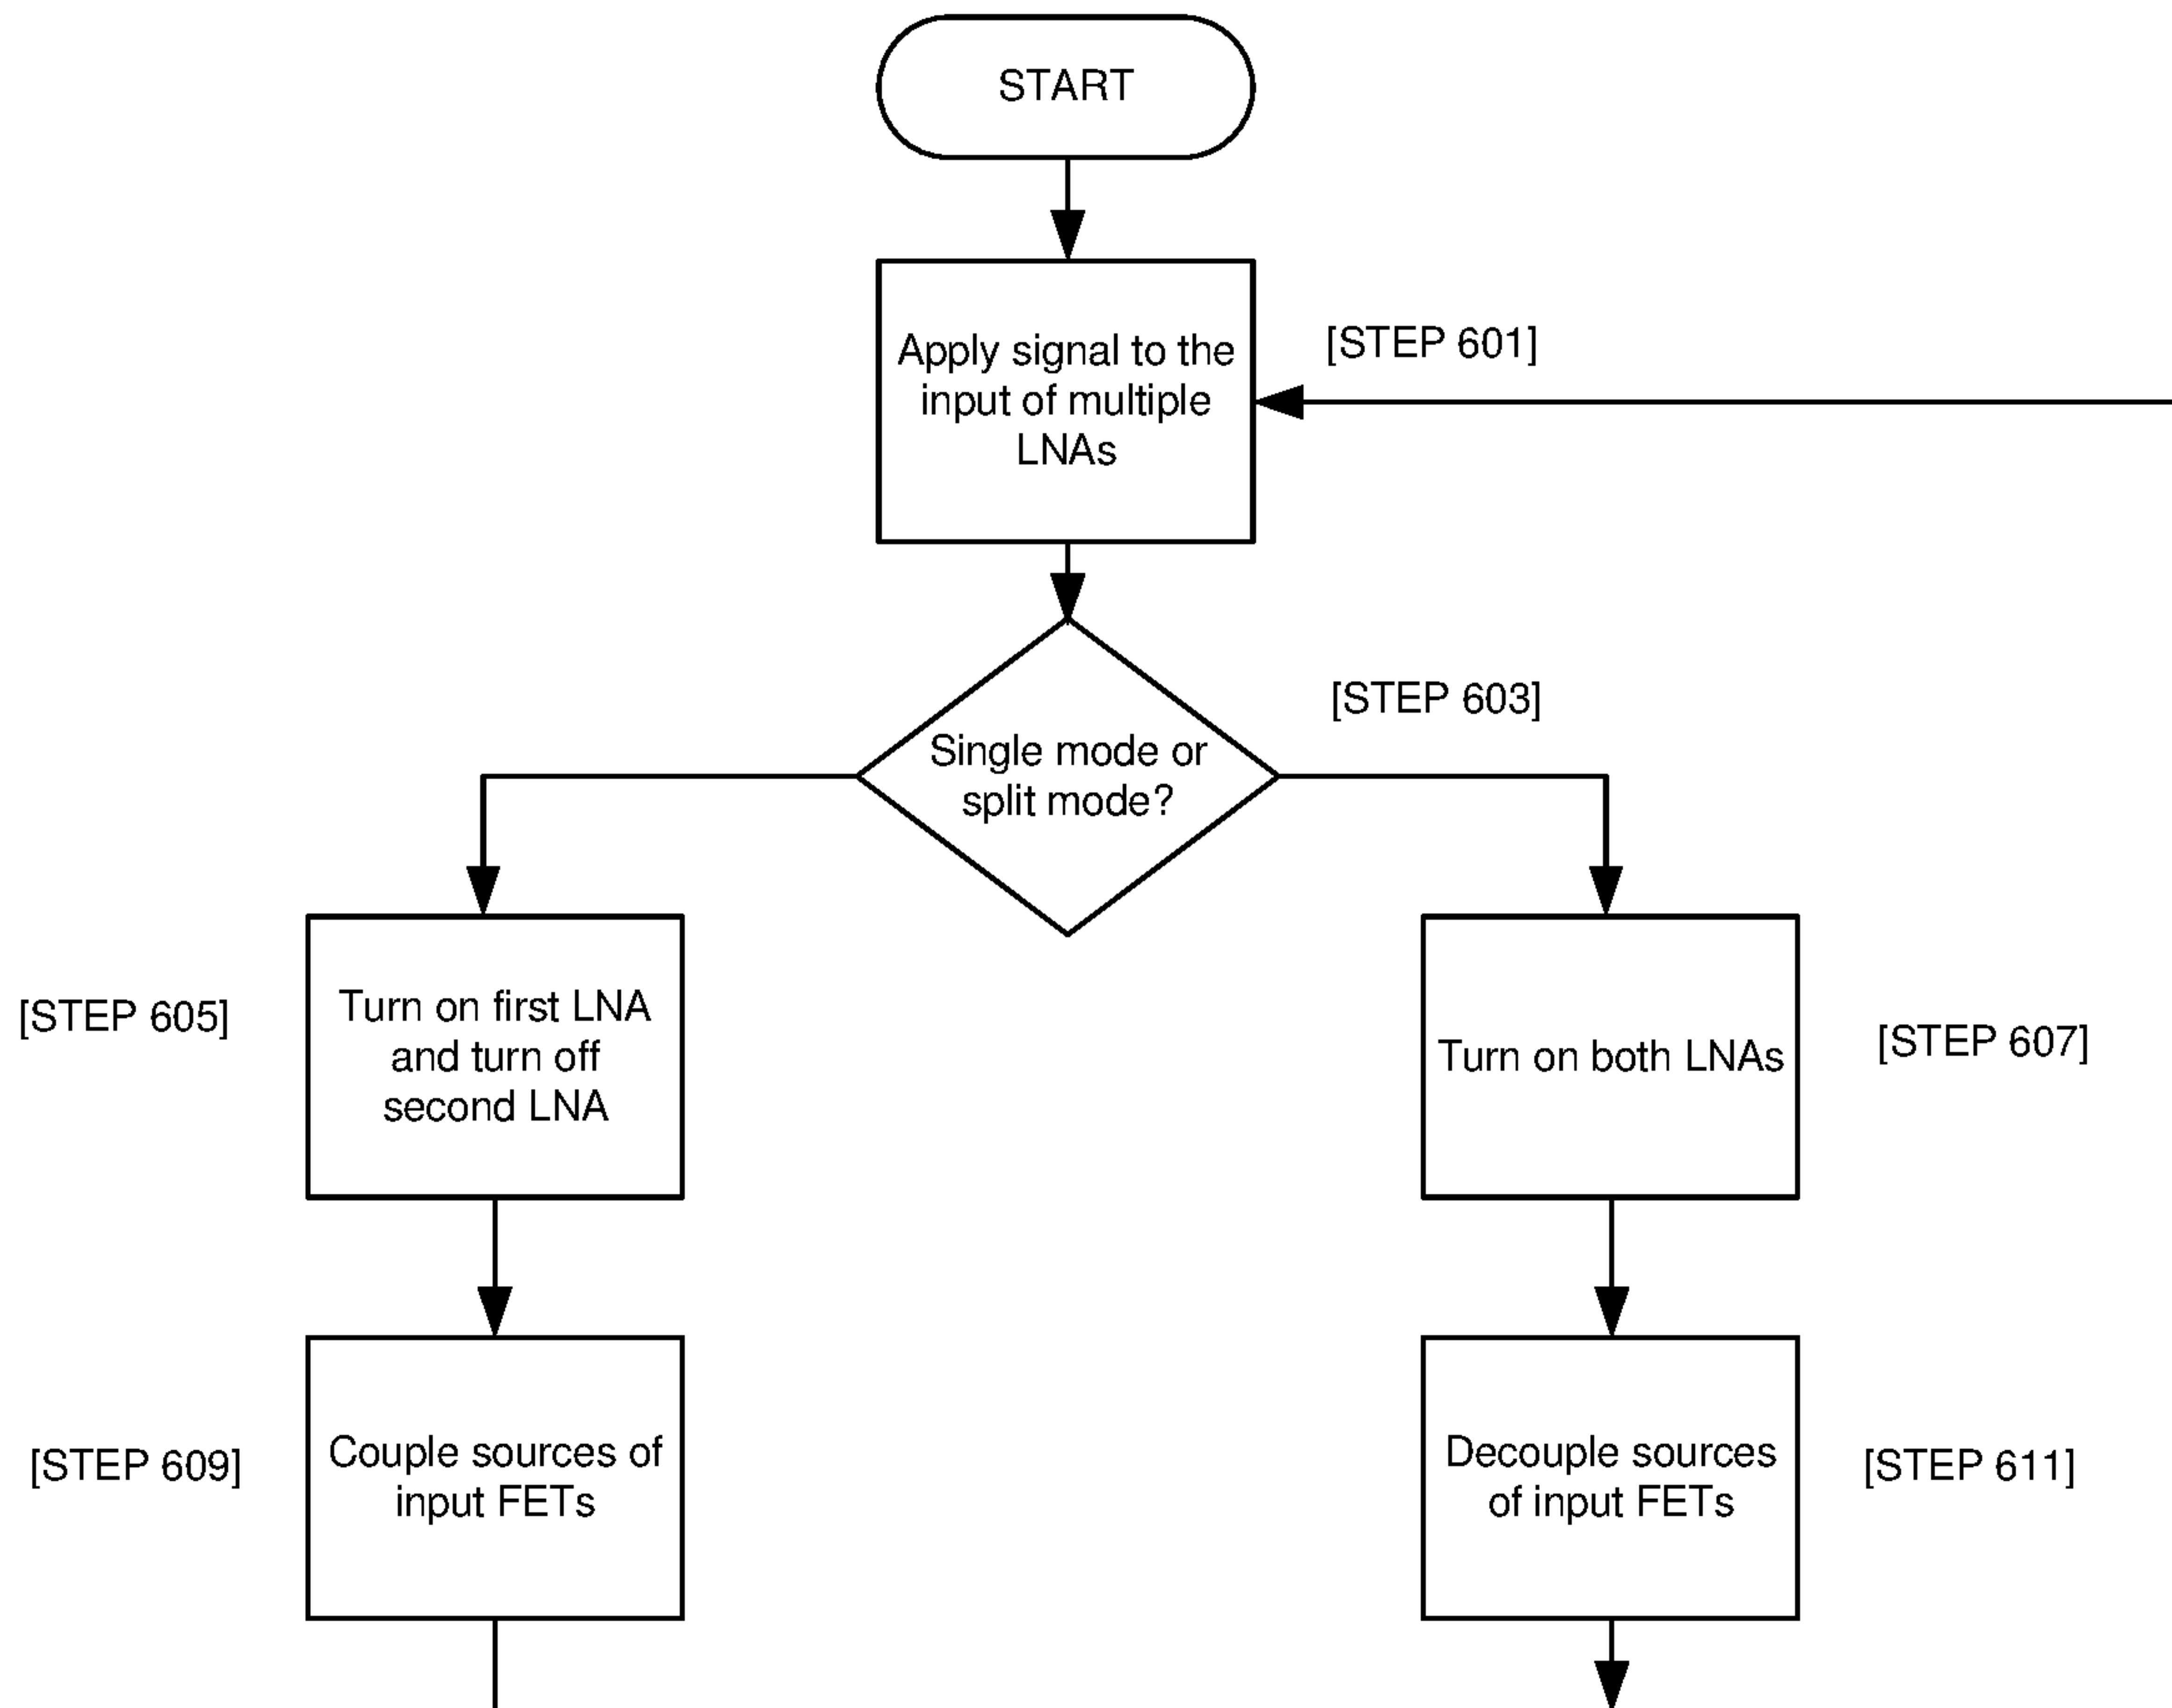 START
Apply signal to the
input of multiple
LNAs
[STEP 601]
[STEP 603]
Single mode or
split mode?
[STEP 605]
Turn on first LNA
and turn off
second LNA
Turn on both LNAs
[STEP 607]
[STEP 609]
Couple sources of
input FETs
Decouple sources
of input FETs
[STEP 611]